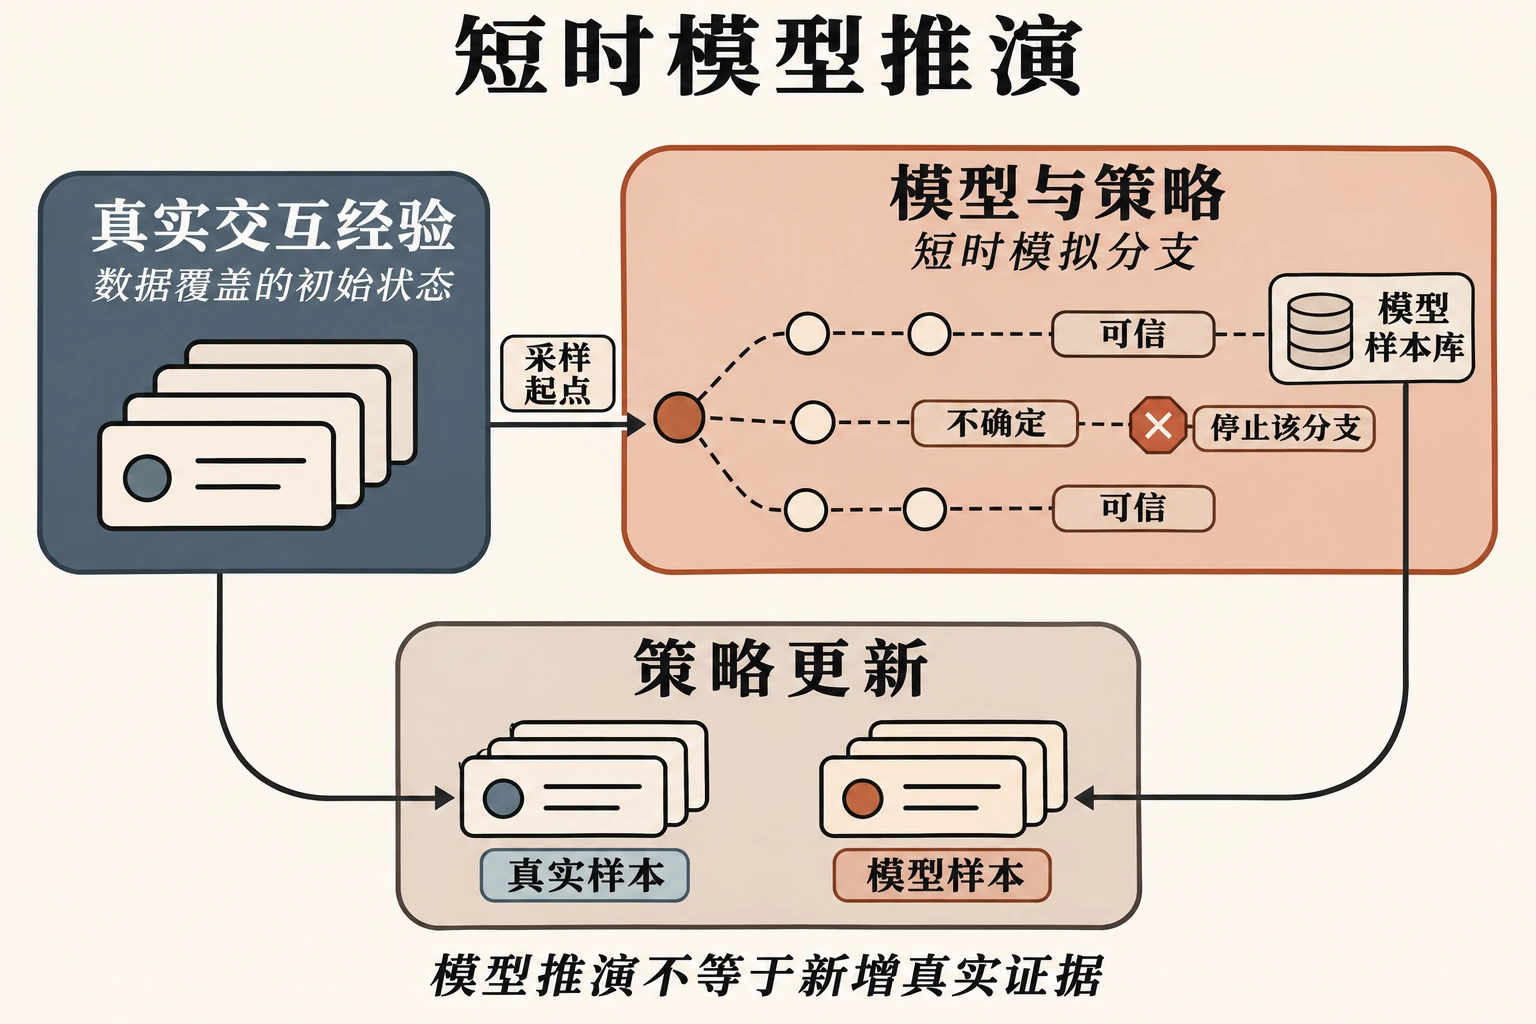 短时模型推演
真实交互经验
数据覆盖的初始状态
采样
起点
模型与策略
短时模拟分支
可信
模型
样本库
不确定
停止该分支
可信
策略更新
真实样本
模型样本
模型推演不等于新增真实证据